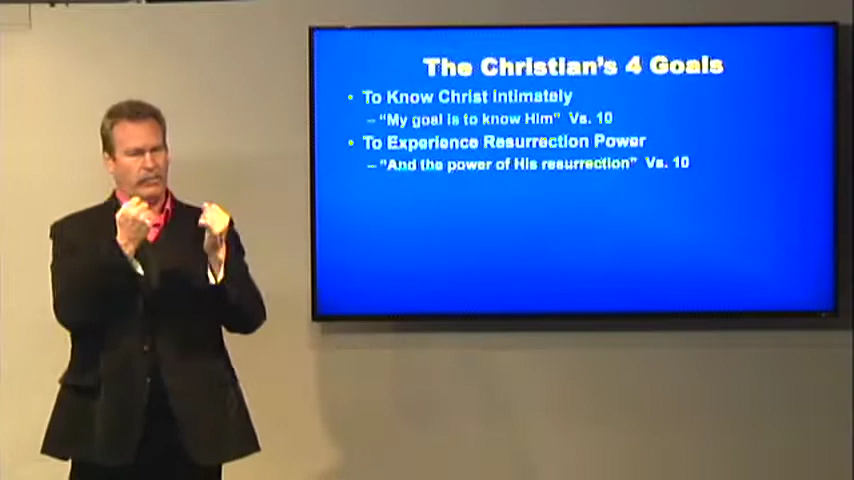 The Christian's 4 Goals
• To Know Christ Intimately
– "My goal is to know Him" Vs. 10
• To Experience Resurrection Power
– "And the power of His resurrection" Vs. 10